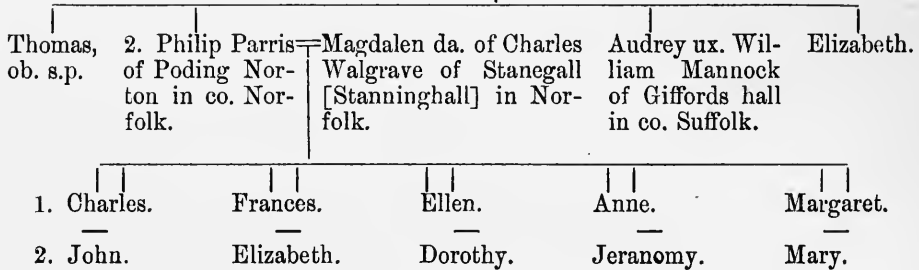 Thomas,
ob. s.p.
2. Philip Parris
of Poding Nor-
ton in co. Nor-
folk.
Magdalen da. of Charles
Walgrave of Stanegall
[Stanninghall] in Nor-
folk.
Audrey ux. Wil-
liam Mannock
of Giffords hall
in co. Suffolk.
Elizabeth.
1. Charles.
Frances.
Ellen.
Anne.
Margaret.
2. John.
Elizabeth.
Dorothy.
Jeranomy.
Mary.